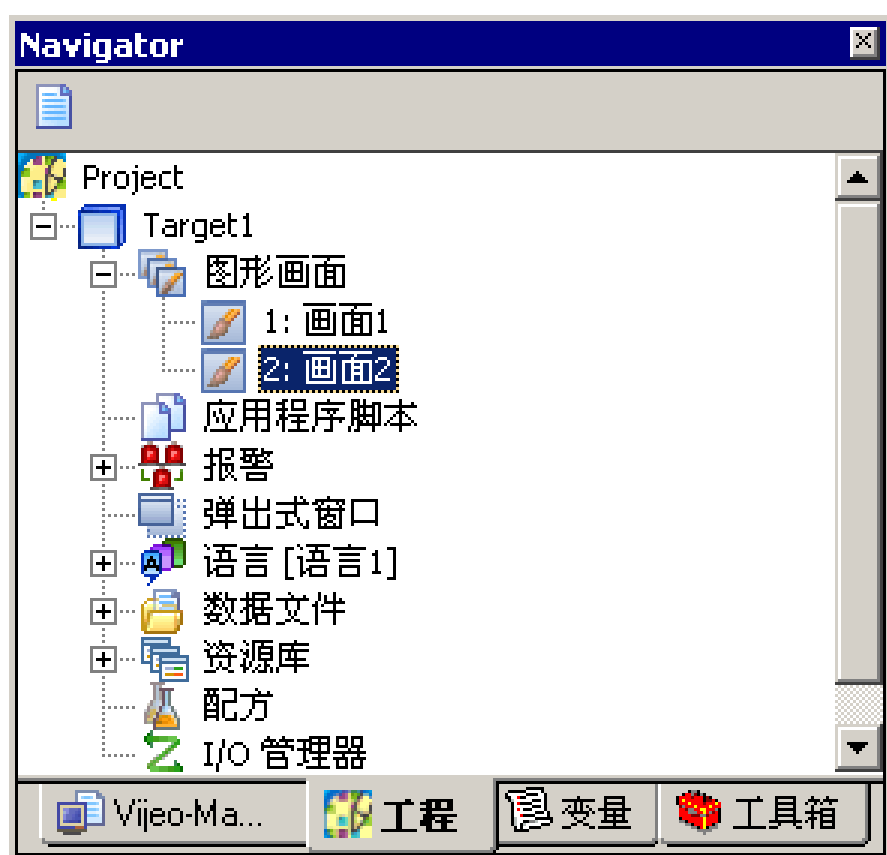 Navigator
Project
Target1
图形画面
1: 画面1
2: 画面2
应用程序脚本
报警
弹出式窗口
语言 [语言1]
数据文件
资源库
配方
I/O 管理器
Vijeo-Ma... 工程 变量 工具箱